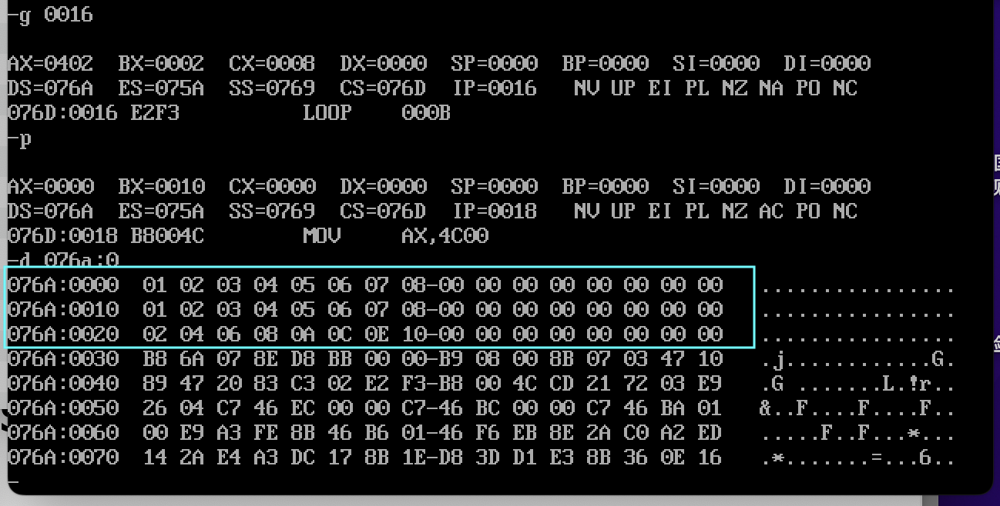 -g 0016
AX=0402  BX=0002  CX=0008  DX=0000  SP=0000  BP=0000  SI=0000  DI=0000
DS=076A  ES=075A  SS=0769  CS=076D  IP=0016   NV UP EI PL NZ NA PO NC
076D:0016 E2F3          LOOP    000B
-p
AX=0000  BX=0010  CX=0000  DX=0000  SP=0000  BP=0000  SI=0000  DI=0000
DS=076A  ES=075A  SS=0769  CS=076D  IP=0018   NV UP EI PL NZ AC PO NC
076D:0018 B8004C        MOV     AX,4C00
-d 076a:0
076A:0000  01 02 03 04 05 06 07 08-00 00 00 00 00 00 00 00   ................
076A:0010  01 02 03 04 05 06 07 08-00 00 00 00 00 00 00 00   ................
076A:0020  02 04 06 08 0A 0C 0E 10-00 00 00 00 00 00 00 00   ................
076A:0030  B8 6A 07 8E D8 BB 00 00-B9 08 00 8B 07 03 47 10   .j............G.
076A:0040  89 47 20 83 C3 02 E2 F3-B8 00 4C CD 21 72 03 E9   .G .......L.!r..
076A:0050  26 04 C7 46 EC 00 00 C7-46 BC 00 00 C7 46 BA 01   &..F....F....F..
076A:0060  00 E9 A3 FE 8B 46 B6 01-46 F6 EB 8E 2A C0 A2 ED   .....F..F...*...
076A:0070  14 2A E4 A3 DC 17 8B 1E-D8 3D D1 E3 8B 36 0E 16   .*.......=...6..
-